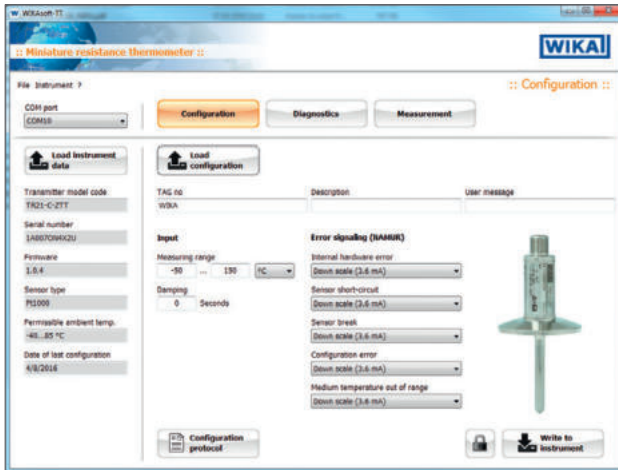 WIKAsoft-TT
:: Miniature resistance thermometer ::
WIKA
File Instrument ?
:: Configuration ::
COM port
COM10
Configuration
Diagnostics
Measurement
Load instrument
data
Load
configuration
Transmitter model code
TR21-C-ZTT
TAG no
WIKA
Description
User message
Serial number
1A007ON4X2U
Firmware
1.0.4
Sensor type
Pt1000
Permissible ambient temp.
-40...85 °C
Date of last configuration
4/8/2016
Input
Measuring range
-50 ... 150 °C
Damping
0 Seconds
Error signaling (NAMUR)
Internal hardware error
Down scale (3.6 mA)
Sensor short-circuit
Down scale (3.6 mA)
Sensor break
Down scale (3.6 mA)
Configuration error
Down scale (3.6 mA)
Medium temperature out of range
Down scale (3.6 mA)
Configuration
protocol
Write to
instrument